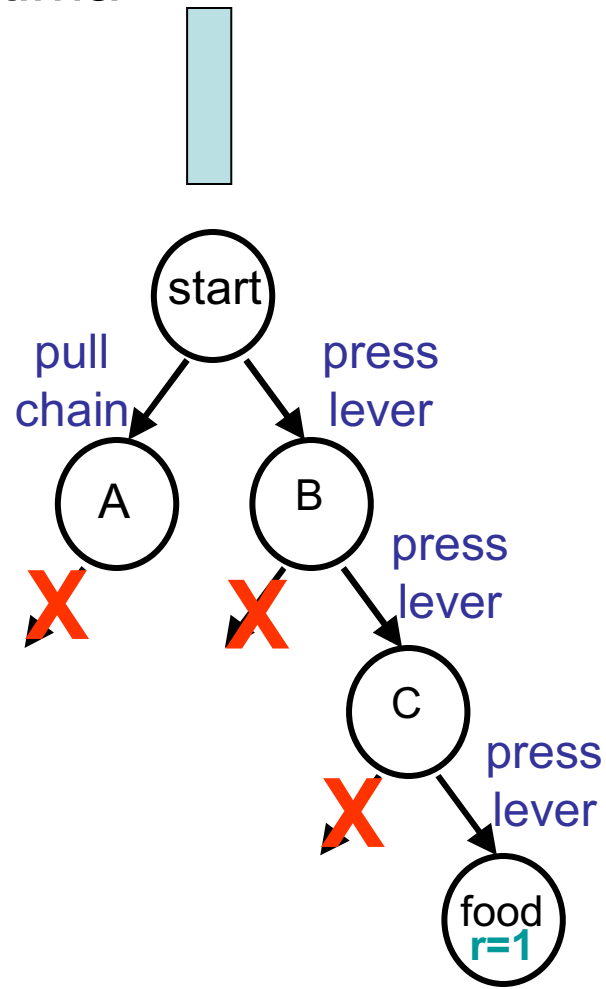 start
pull
chain
press
lever
A
B
press
lever
C
press
lever
food
r=1